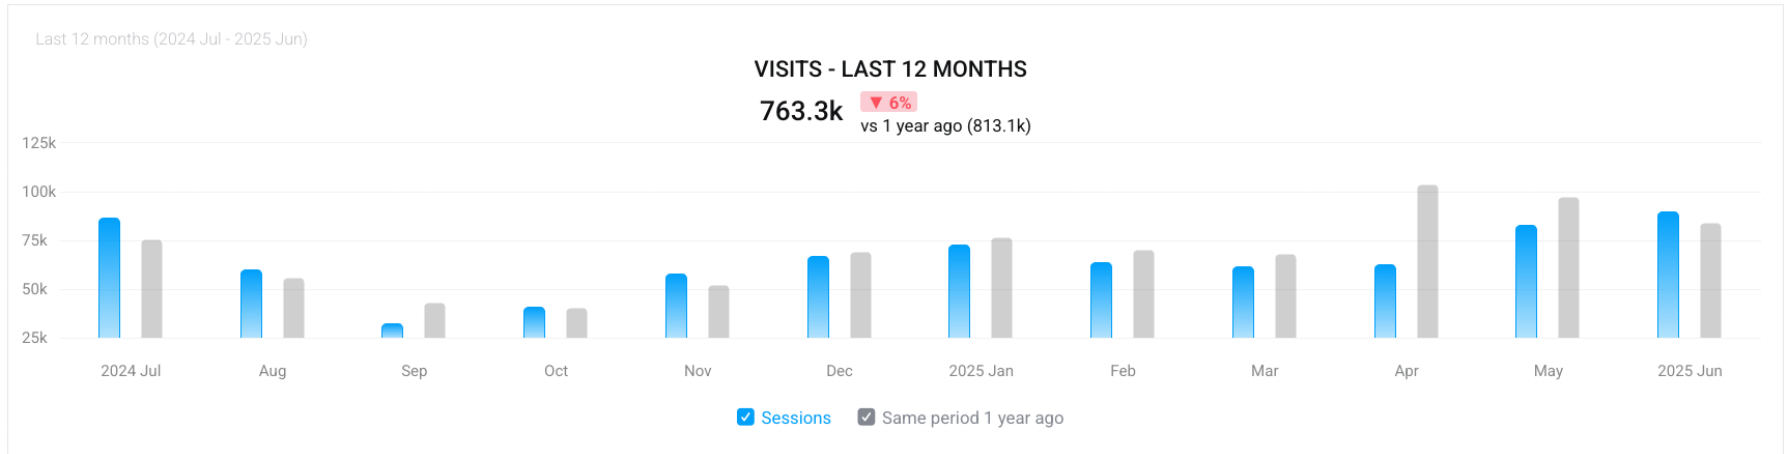 Last 12 months (2024 Jul - 2025 Jun)
VISITS - LAST 12 MONTHS
763.3k ▼ 6%
vs 1 year ago (813.1k)
125k
100k
75k
50k
25k
2024 Jul Aug Sep Oct Nov Dec 2025 Jan Feb Mar Apr May 2025 Jun
Sessions Same period 1 year ago